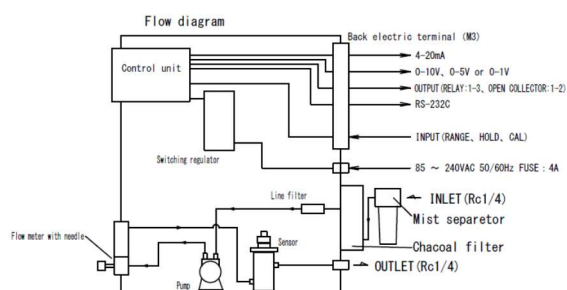 Flow diagram
Back electric terminal (M3)
Control unit
4-20mA
0-10V、0-5V or 0-1V
OUTPUT(RELAY:1-3、OPEN COLLECTOR:1-2)
RS-232C
INPUT(RANGE、HOLD、CAL)
Switching regulator
85 ～ 240VAC 50/60Hz FUSE：4A
Line filter
INLET(Rc1/4)
Mist separetor
Flow meter with needle
Sensor
Chacoal filter
OUTLET(Rc1/4)
Pump